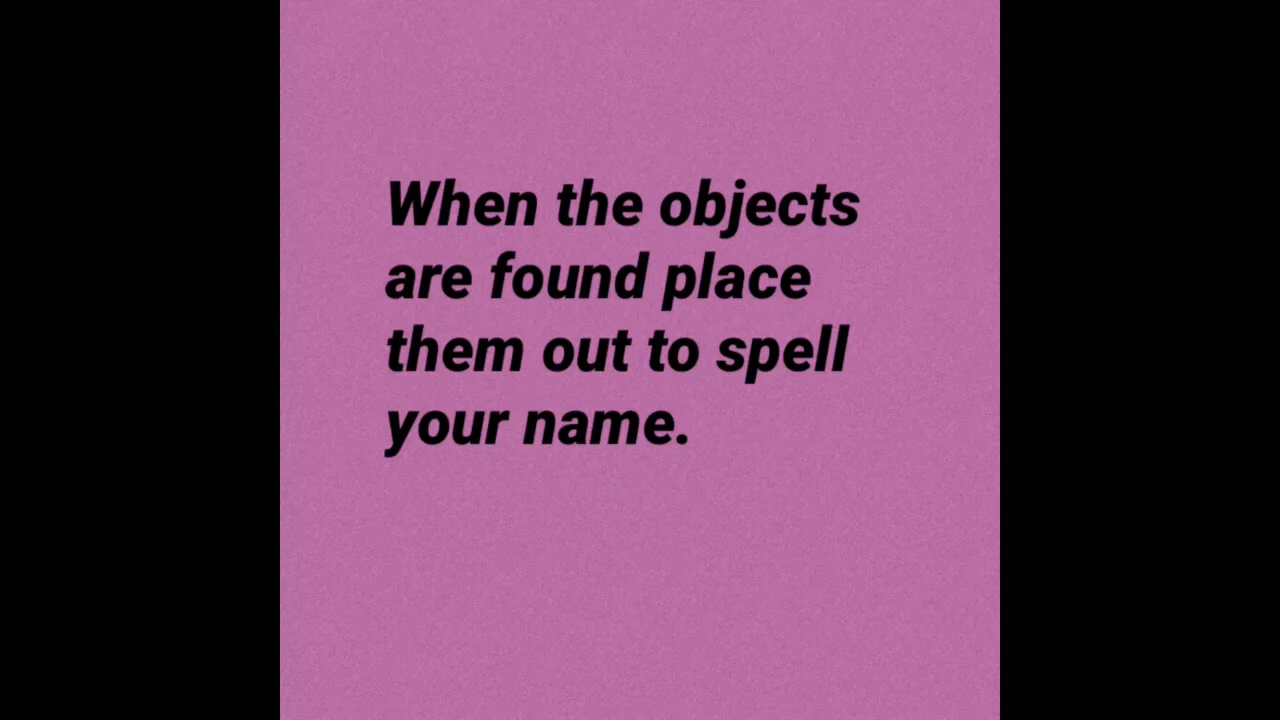 When the objects
are found place
them out to spell
your name.